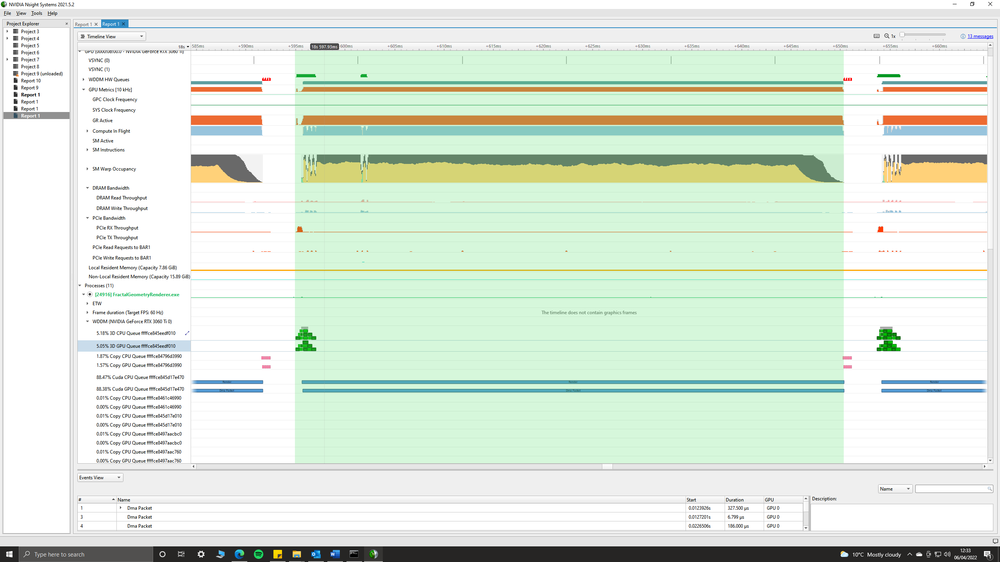 NVIDIA Nsight Systems 2021.5.2
File View Tools Help
Project Explorer
Project 3
Project 4
Project 5
Project 6
Project 7
Project 8
Project 9 (unloaded)
Report 10
Report 9
Report 1
Report 1
Report 1
Report 1
Report 1 Report 1
Timeline View 1x 13 messages
18s 585ms +590ms +595ms 18s 597.93ms +600ms +605ms +610ms +615ms +620ms +625ms +630ms +635ms +640ms +645ms +650ms +655ms +660ms
GPU (0000:0b:00.0 - NVIDIA GeForce RTX 3060 Ti)
VSYNC (0)
VSYNC (1)
WDDM HW Queues
GPU Metrics [10 kHz]
GPC Clock Frequency
SYS Clock Frequency
GR Active
Compute In Flight
SM Active
SM Instructions
SM Warp Occupancy
DRAM Bandwidth
DRAM Read Throughput
DRAM Write Throughput
PCIe Bandwidth
PCIe RX Throughput
PCIe TX Throughput
PCIe Read Requests to BAR1
PCIe Write Requests to BAR1
Local Resident Memory (Capacity 7.86 GiB)
Non-Local Resident Memory (Capacity 15.89 GiB)
Processes (11)
[24916] FractalGeometryRenderer.exe
ETW
Frame duration (Target FPS: 60 Hz) The timeline does not contain graphics frames
WDDM (NVIDIA GeForce RTX 3060 Ti 0)
5.18% 3D CPU Queue ffffce845eedf010
5.05% 3D GPU Queue ffffce845eedf010
1.87% Copy CPU Queue ffffce84796d3990
1.57% Copy GPU Queue ffffce84796d3990
88.47% Cuda CPU Queue ffffce845d17e470 Render Render Render
88.38% Cuda GPU Queue ffffce845d17e470 Dma Packet Dma Packet Dma Packet
0.01% Copy CPU Queue ffffce8461c46990
0.00% Copy GPU Queue ffffce8461c46990
0.01% Copy CPU Queue ffffce845d17e010
0.00% Copy GPU Queue ffffce845d17e010
0.01% Copy CPU Queue ffffce8497aacbc0
0.00% Copy GPU Queue ffffce8497aacbc0
0.01% Copy CPU Queue ffffce8497aac760
0.00% Copy GPU Queue ffffce8497aac760
Events View
Name
# Name Start Duration GPU Description:
1 Dma Packet 0.0123926s 327.500 µs GPU 0
3 Dma Packet 0.0127201s 6.799 µs GPU 0
4 Dma Packet 0.0226506s 186.000 µs GPU 0
Type here to search
10°C Mostly cloudy
12:33
06/04/2022
1